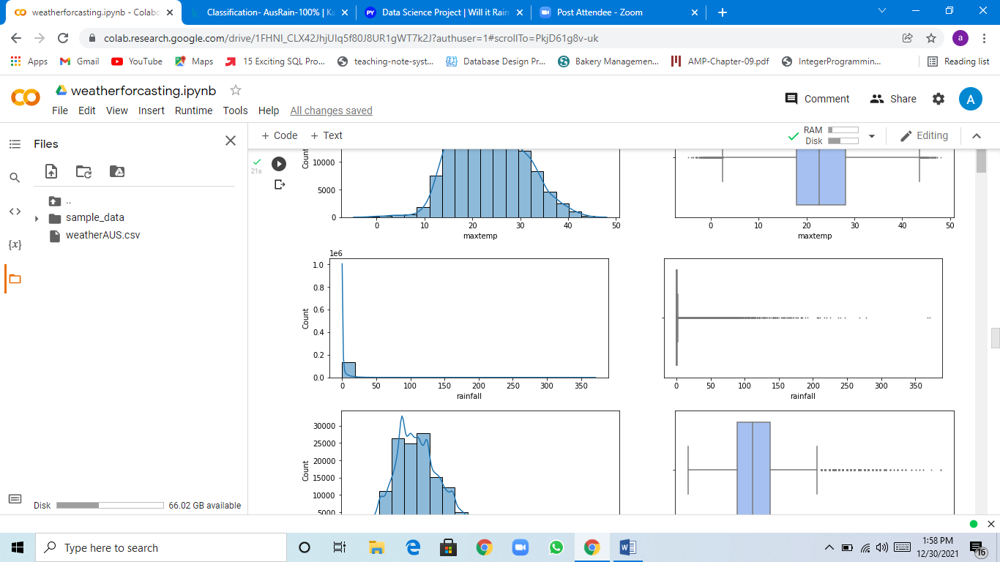 weatherforcasting.ipynb - Colabo
Classification- AusRain-100% | Ka
Data Science Project | Will it Rain
Post Attendee - Zoom
colab.research.google.com/drive/1FHNI_CLX42JhjUIq5f80J8UR1gWT7k2J?authuser=1#scrollTo=PkjD61g8v-uk
Apps
Gmail
YouTube
Maps
15 Exciting SQL Pro...
teaching-note-syst...
Database Design Pr...
Bakery Managemen...
AMP-Chapter-09.pdf
IntegerProgrammin...
Reading list
weatherforcasting.ipynb
Comment
Share
A
File Edit View Insert Runtime Tools Help All changes saved
Files
+ Code + Text
RAM
Disk
Editing
21s
..
sample_data
weatherAUS.csv
{x}
Count
10000
5000
0
0 10 20 30 40 50
maxtemp
0 10 20 30 40 50
maxtemp
1e6
Count
1.0
0.8
0.6
0.4
0.2
0.0
0 50 100 150 200 250 300 350
rainfall
0 50 100 150 200 250 300 350
rainfall
Count
30000
25000
20000
15000
10000
5000
Disk
66.02 GB available
Type here to search
1:58 PM
12/30/2021
16